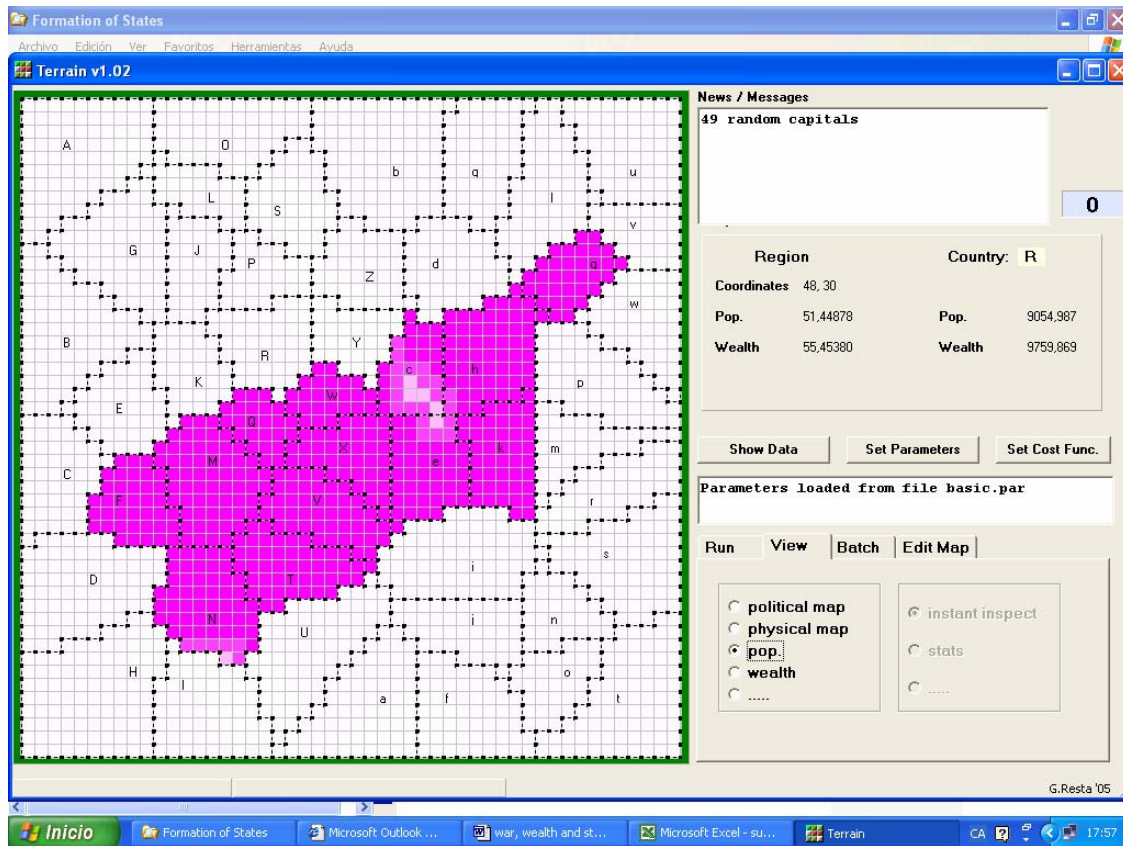 Formation of States
Archivo Edición Ver Favoritos Herramientas Ayuda
Terrain v1.02
News / Messages
49 random capitals
0
Region Country: R
Coordinates 48, 30
Pop. 51,44878 Pop. 9054,987
Wealth 55,45380 Wealth 9759,869
Show Data Set Parameters Set Cost Func.
Parameters loaded from file basic.par
Run View Batch Edit Map
political map
physical map
pop.
wealth
.....
instant inspect
stats
.....
A O b q u
L l
S v
G J P Z d g
w
B Y
R c h
K p
E W
Q
M X e k m
C
F V r
s
D T i
N U j n
H I o
a f t
G.Resta '05
Inicio Formation of States Microsoft Outlook ... war, wealth and st... Microsoft Excel - su... Terrain CA 17:57